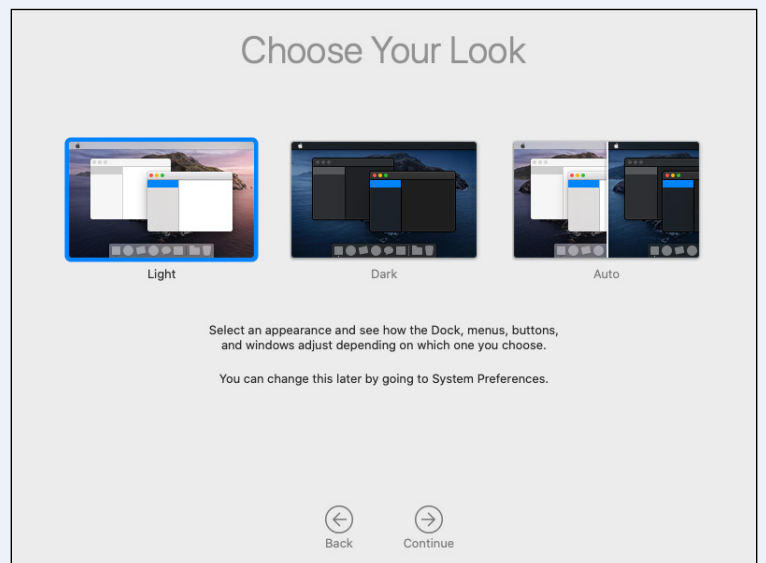 Choose Your Look
Light
Dark
Auto
Select an appearance and see how the Dock, menus, buttons,
and windows adjust depending on which one you choose.
You can change this later by going to System Preferences.
Back
Continue